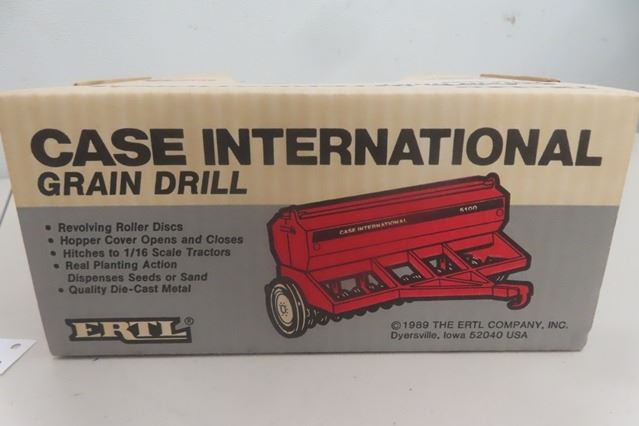 CASE INTERNATIONAL
GRAIN DRILL
• Revolving Roller Discs
• Hopper Cover Opens and Closes
• Hitches to 1/16 Scale Tractors
• Real Planting Action
Dispenses Seeds or Sand
• Quality Die-Cast Metal
CASE INTERNATIONAL
5100
ERTL®
©1989 THE ERTL COMPANY, INC.
Dyersville, Iowa 52040 USA